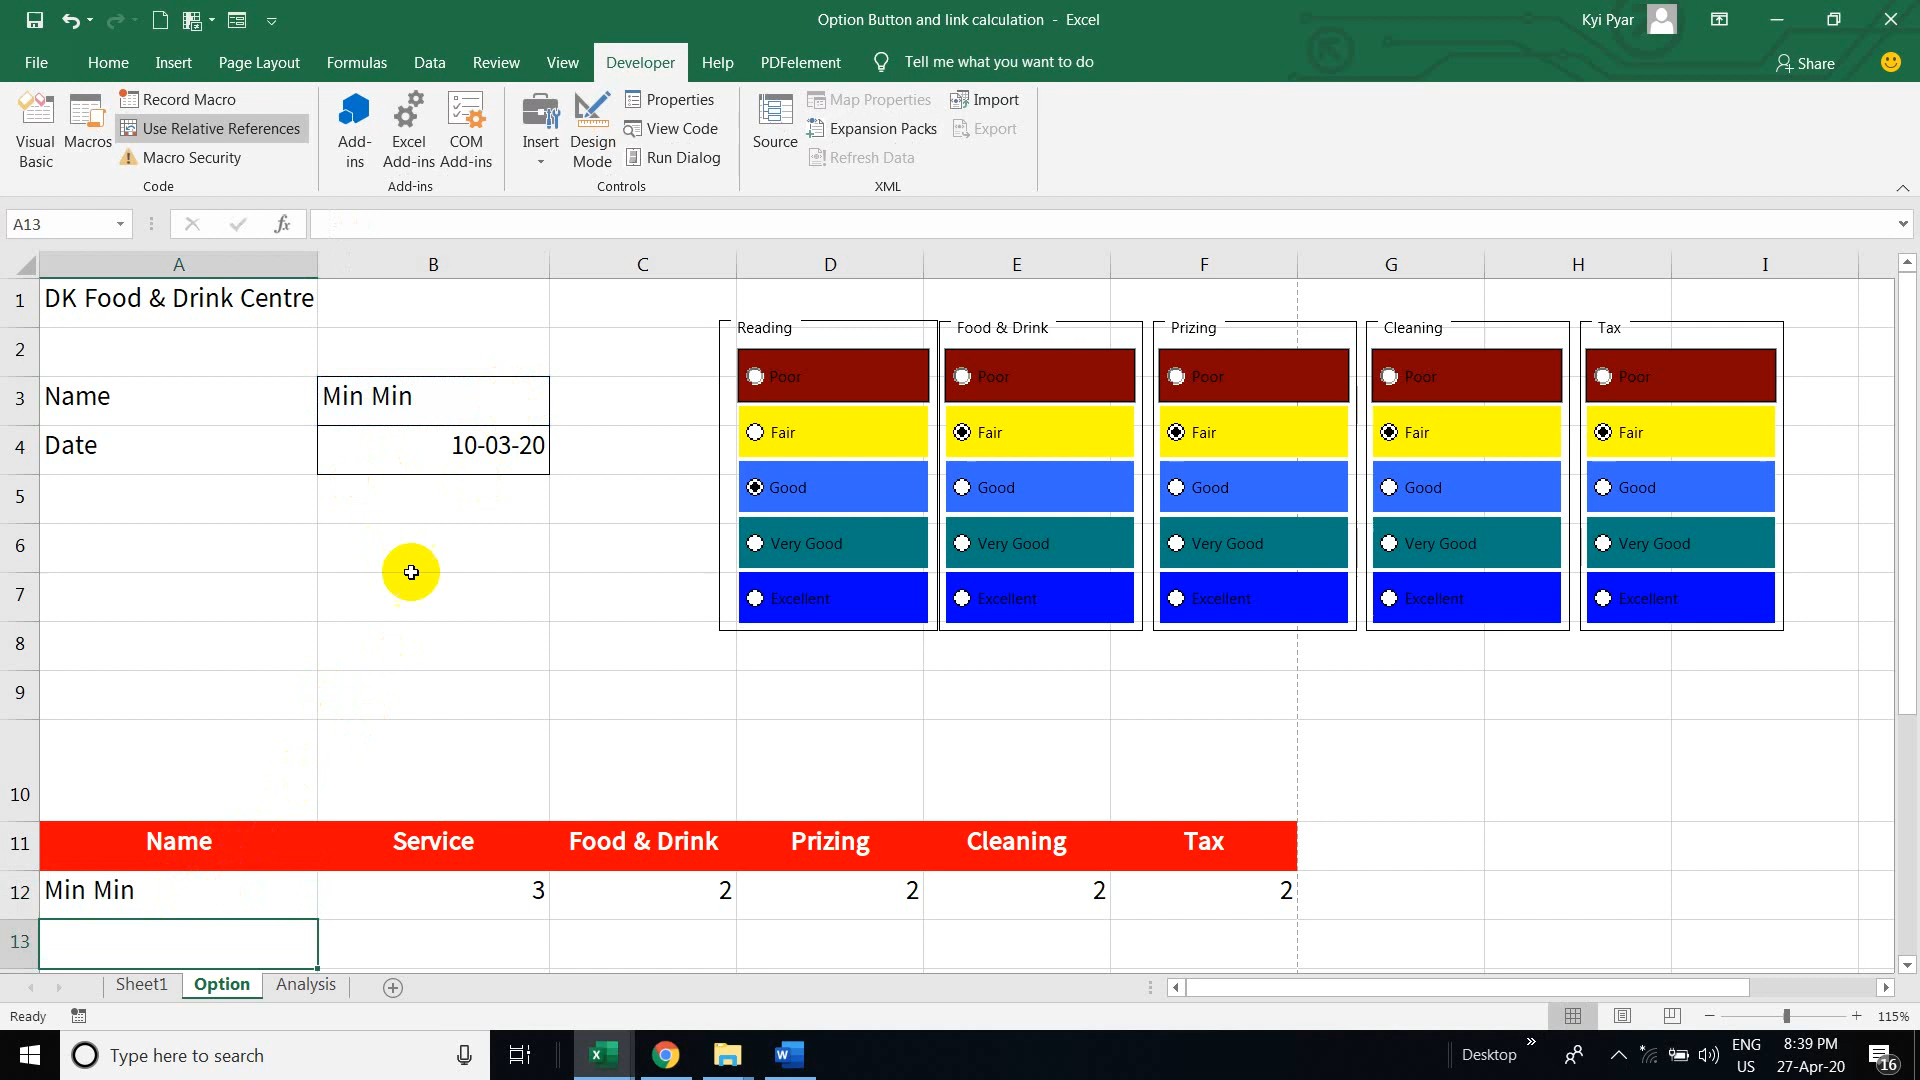 Option Button and link calculation - Excel
Kyi Pyar
File Home Insert Page Layout Formulas Data Review View Developer Help PDFelement Tell me what you want to do Share
Visual Basic
Macros
Record Macro
Use Relative References
Macro Security
Code
Add-ins
Excel Add-ins
COM Add-ins
Add-ins
Insert
Design Mode
Properties
View Code
Run Dialog
Controls
Source
Map Properties
Expansion Packs
Refresh Data
Import
Export
XML
A13
fx
A B C D E F G H I
1 DK Food & Drink Centre
2
3 Name Min Min
4 Date 10-03-20
5
6
7
8
9
10
Reading Food & Drink Prizing Cleaning Tax
Poor Poor Poor Poor Poor
Fair Fair Fair Fair Fair
Good Good Good Good Good
Very Good Very Good Very Good Very Good Very Good
Excellent Excellent Excellent Excellent Excellent
11 Name Service Food & Drink Prizing Cleaning Tax
12 Min Min 3 2 2 2 2
13
Sheet1 Option Analysis
Ready
115%
Type here to search
Desktop
ENG US
8:39 PM
27-Apr-20
16